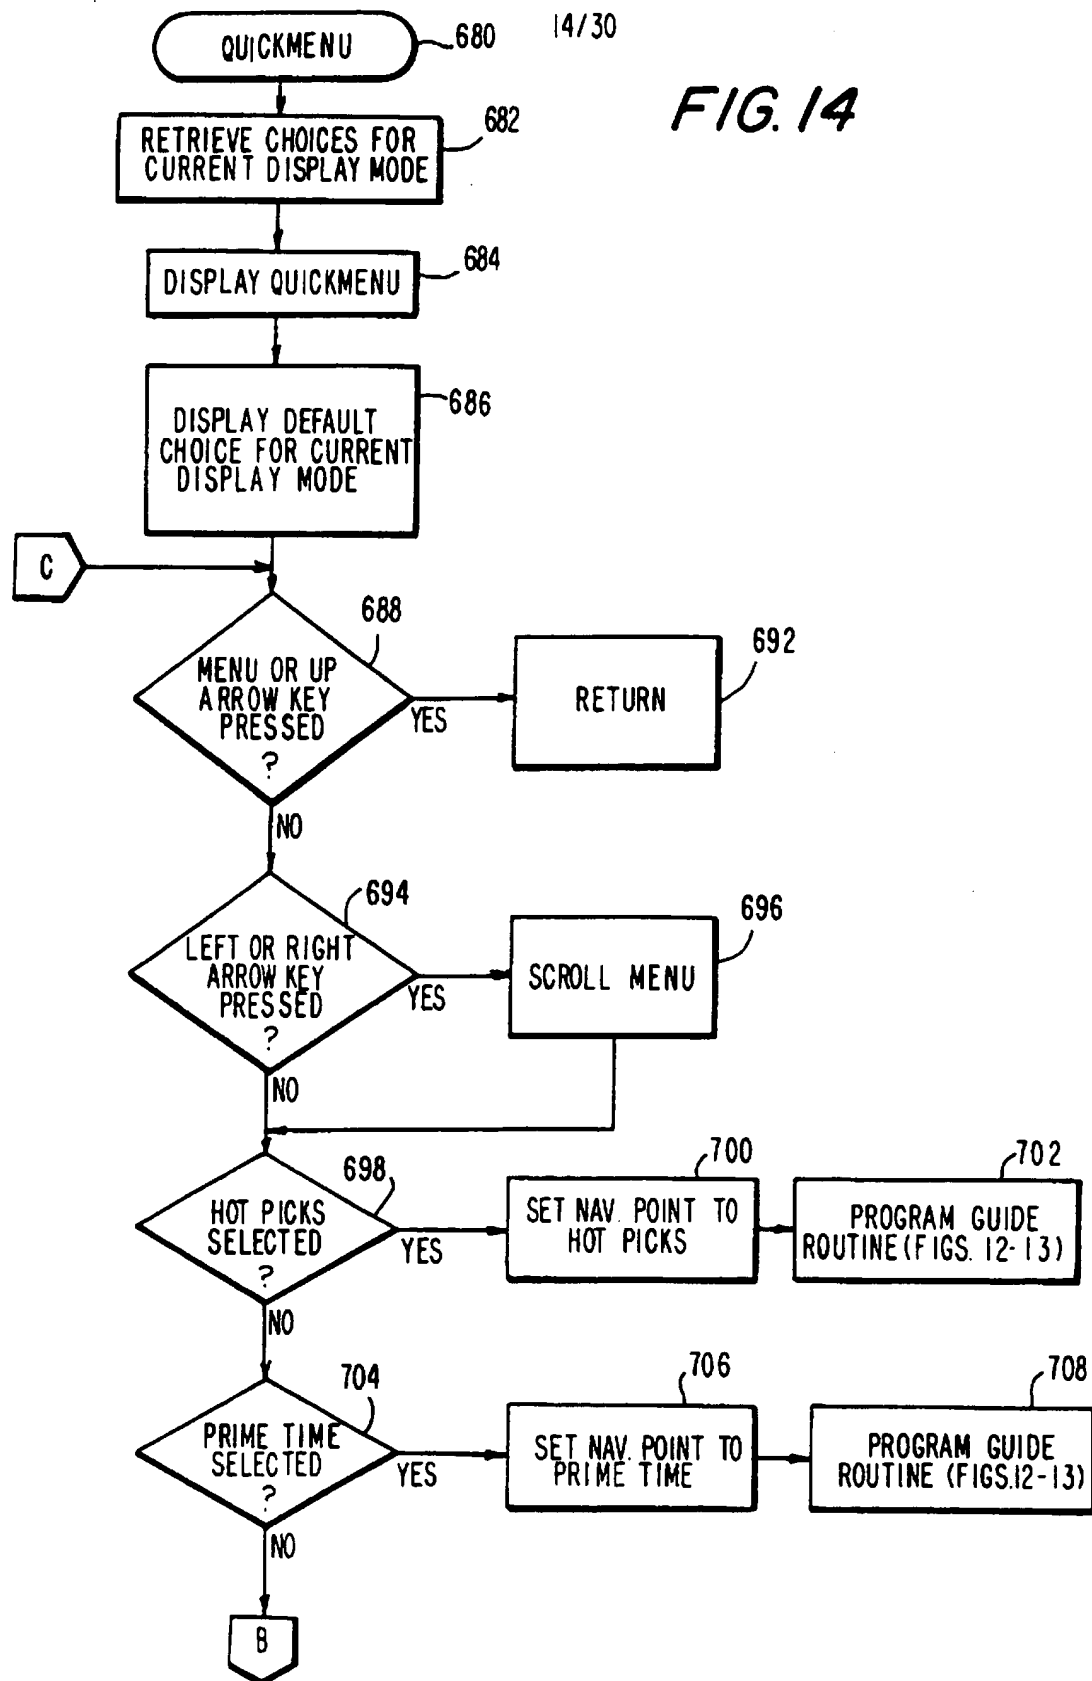 14/30
FIG. 14
QUICKMENU
680
RETRIEVE CHOICES FOR
CURRENT DISPLAY MODE
682
DISPLAY QUICKMENU
684
DISPLAY DEFAULT
CHOICE FOR CURRENT
DISPLAY MODE
686
C
MENU OR UP
ARROW KEY
PRESSED
?
688
YES
RETURN
692
NO
LEFT OR RIGHT
ARROW KEY
PRESSED
?
694
YES
SCROLL MENU
696
NO
HOT PICKS
SELECTED
?
698
YES
SET NAV. POINT TO
HOT PICKS
700
PROGRAM GUIDE
ROUTINE (FIGS. 12-13)
702
NO
PRIME TIME
SELECTED
?
704
YES
SET NAV. POINT TO
PRIME TIME
706
PROGRAM GUIDE
ROUTINE (FIGS.12-13)
708
NO
B